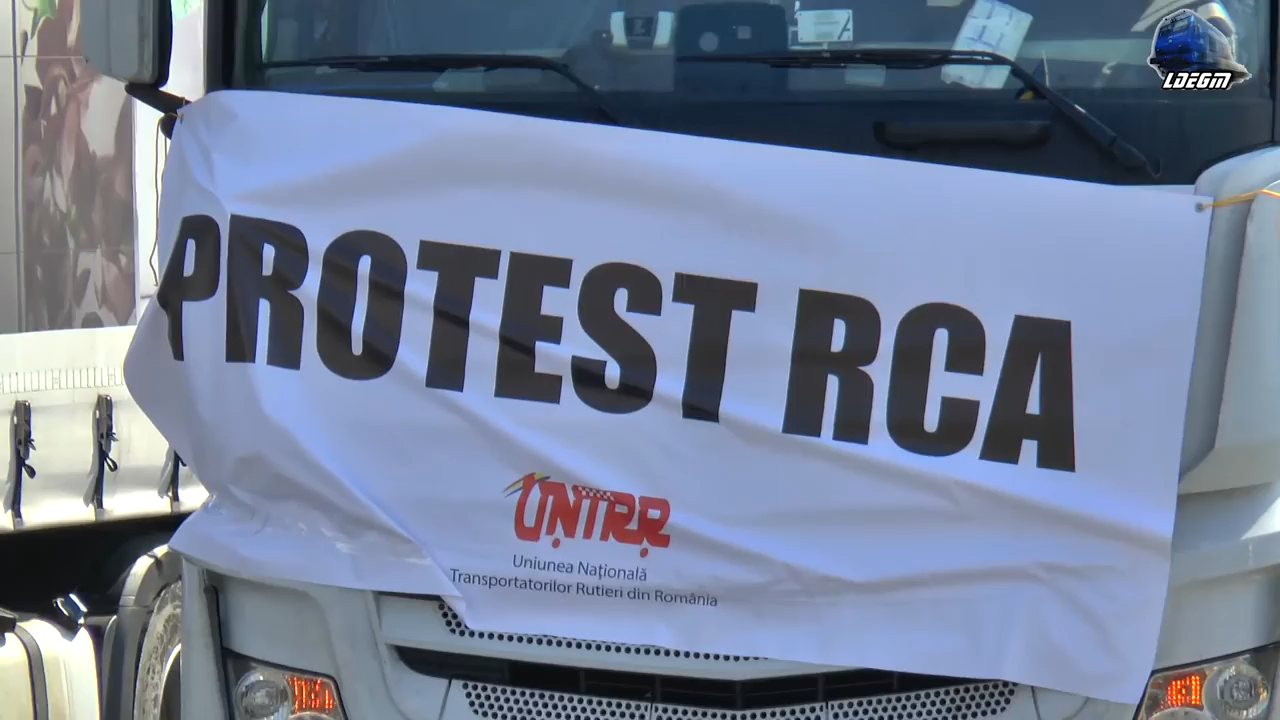 LDEGM
PROTEST RCA
UNTRR
Uniunea Națională
Transportatorilor Rutieri din România